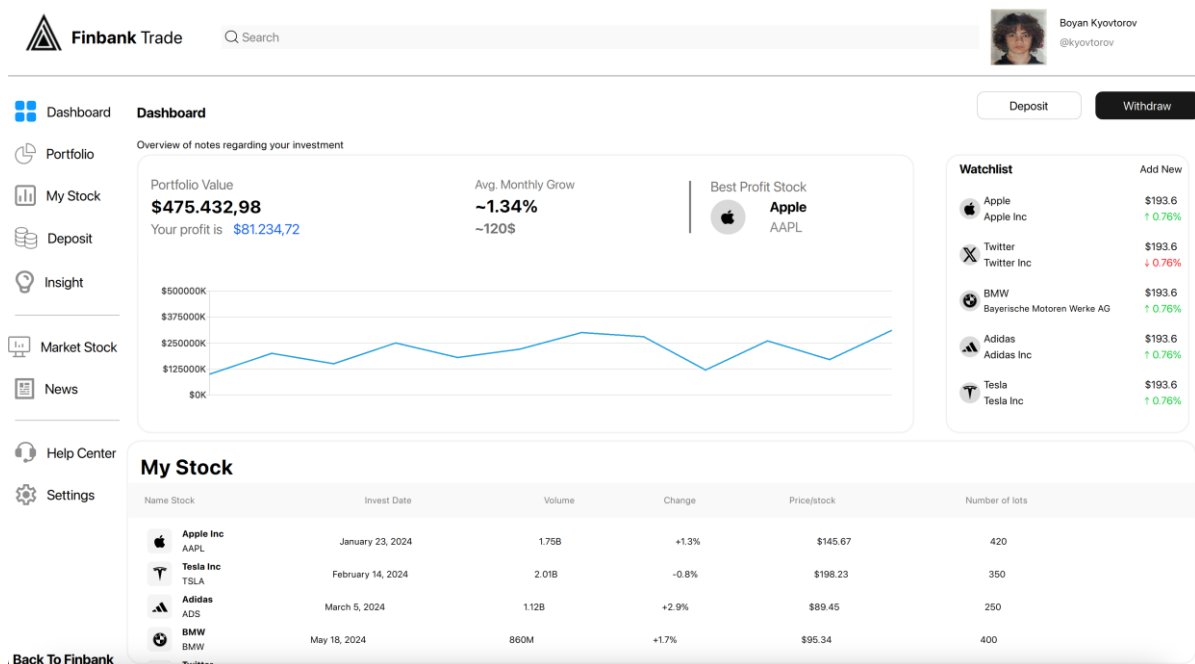 Finbank Trade
Search
Boyan Kyovtorov
@kyovtorov
Dashboard
Portfolio
My Stock
Deposit
Insight
Market Stock
News
Help Center
Settings
Back To Finbank
Dashboard
Deposit
Withdraw
Overview of notes regarding your investment
Portfolio Value
$475.432,98
Your profit is $81.234,72
Avg. Monthly Grow
~1.34%
~120$
Best Profit Stock
Apple
AAPL
$500000K
$375000K
$250000K
$125000K
$0K
Watchlist Add New
Apple $193.6
Apple Inc ↑ 0.76%
Twitter $193.6
Twitter Inc ↓ 0.76%
BMW $193.6
Bayerische Motoren Werke AG ↑ 0.76%
Adidas $193.6
Adidas Inc ↑ 0.76%
Tesla $193.6
Tesla Inc ↑ 0.76%
My Stock
Name Stock Invest Date Volume Change Price/stock Number of lots
Apple Inc
AAPL January 23, 2024 1.75B +1.3% $145.67 420
Tesla Inc
TSLA February 14, 2024 2.01B -0.8% $198.23 350
Adidas
ADS March 5, 2024 1.12B +2.9% $89.45 250
BMW
BMW May 18, 2024 860M +1.7% $95.34 400
Twitter